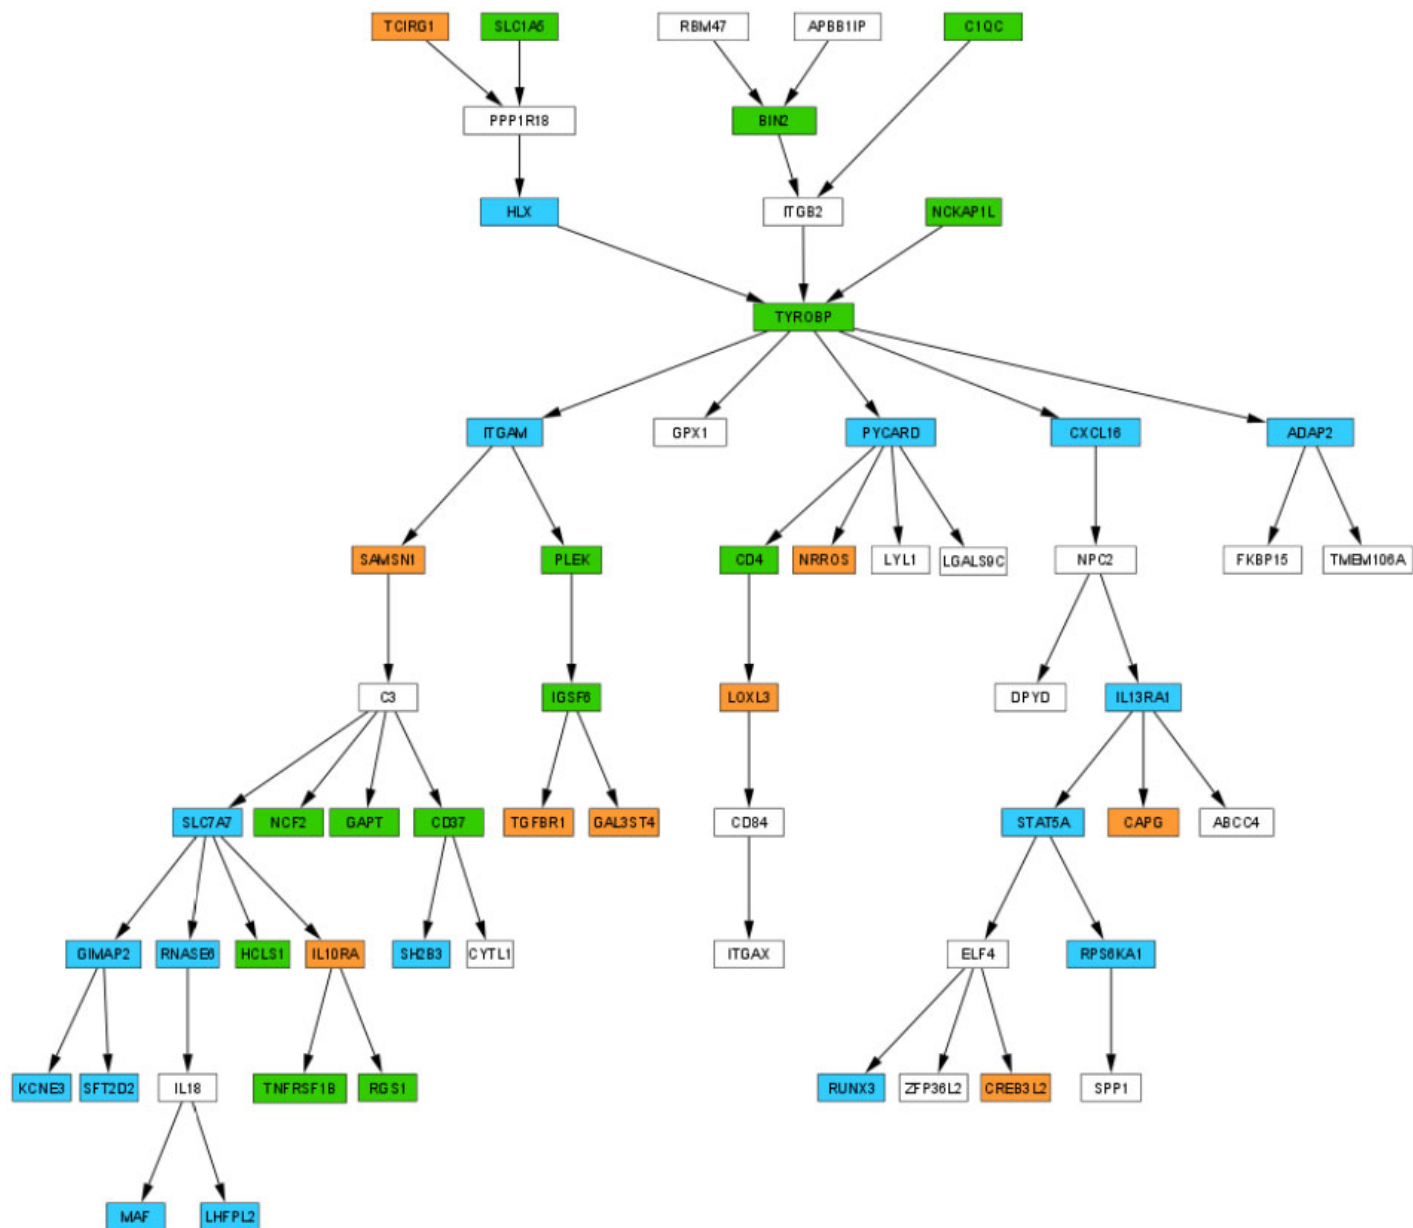 TCIRG1 SLC1A5 RBM47 APBB1IP C1QC
PPP1R18 BIN2
HLX ITGB2 NCKAP1L
TYROBP
ITGAM GPX1 PYCARD CXCL16 ADAP2
SAMSN1 PLEK CD4 NRROS LYL1 LGALS9C NPC2 FKBP15 TMEM106A
C3 IGSF6 LOXL3 DPYD IL13RA1
SLC7A7 NCF2 GAPT CD37 TGFBR1 GAL3ST4 CD84 STAT5A CAPG ABCC4
GIMAP2 RNASE6 HCLS1 IL10RA SH2B3 CYTL1 ITGAX ELF4 RPS6KA1
KCNE3 SFT2D2 IL18 TNFRSF1B RGS1 RUNX3 ZFP36L2 CREB3L2 SPP1
MAF LHFPL2